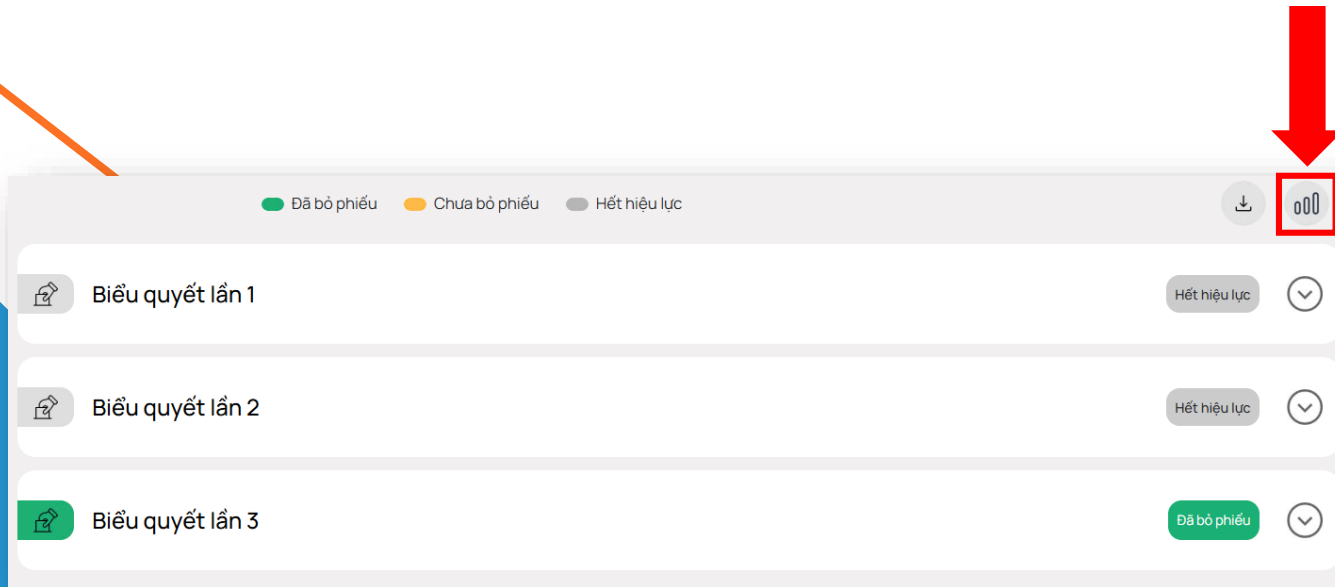 Đã bỏ phiếu Chưa bỏ phiếu Hết hiệu lực
Biểu quyết lần 1 Hết hiệu lực
Biểu quyết lần 2 Hết hiệu lực
Biểu quyết lần 3 Đã bỏ phiếu